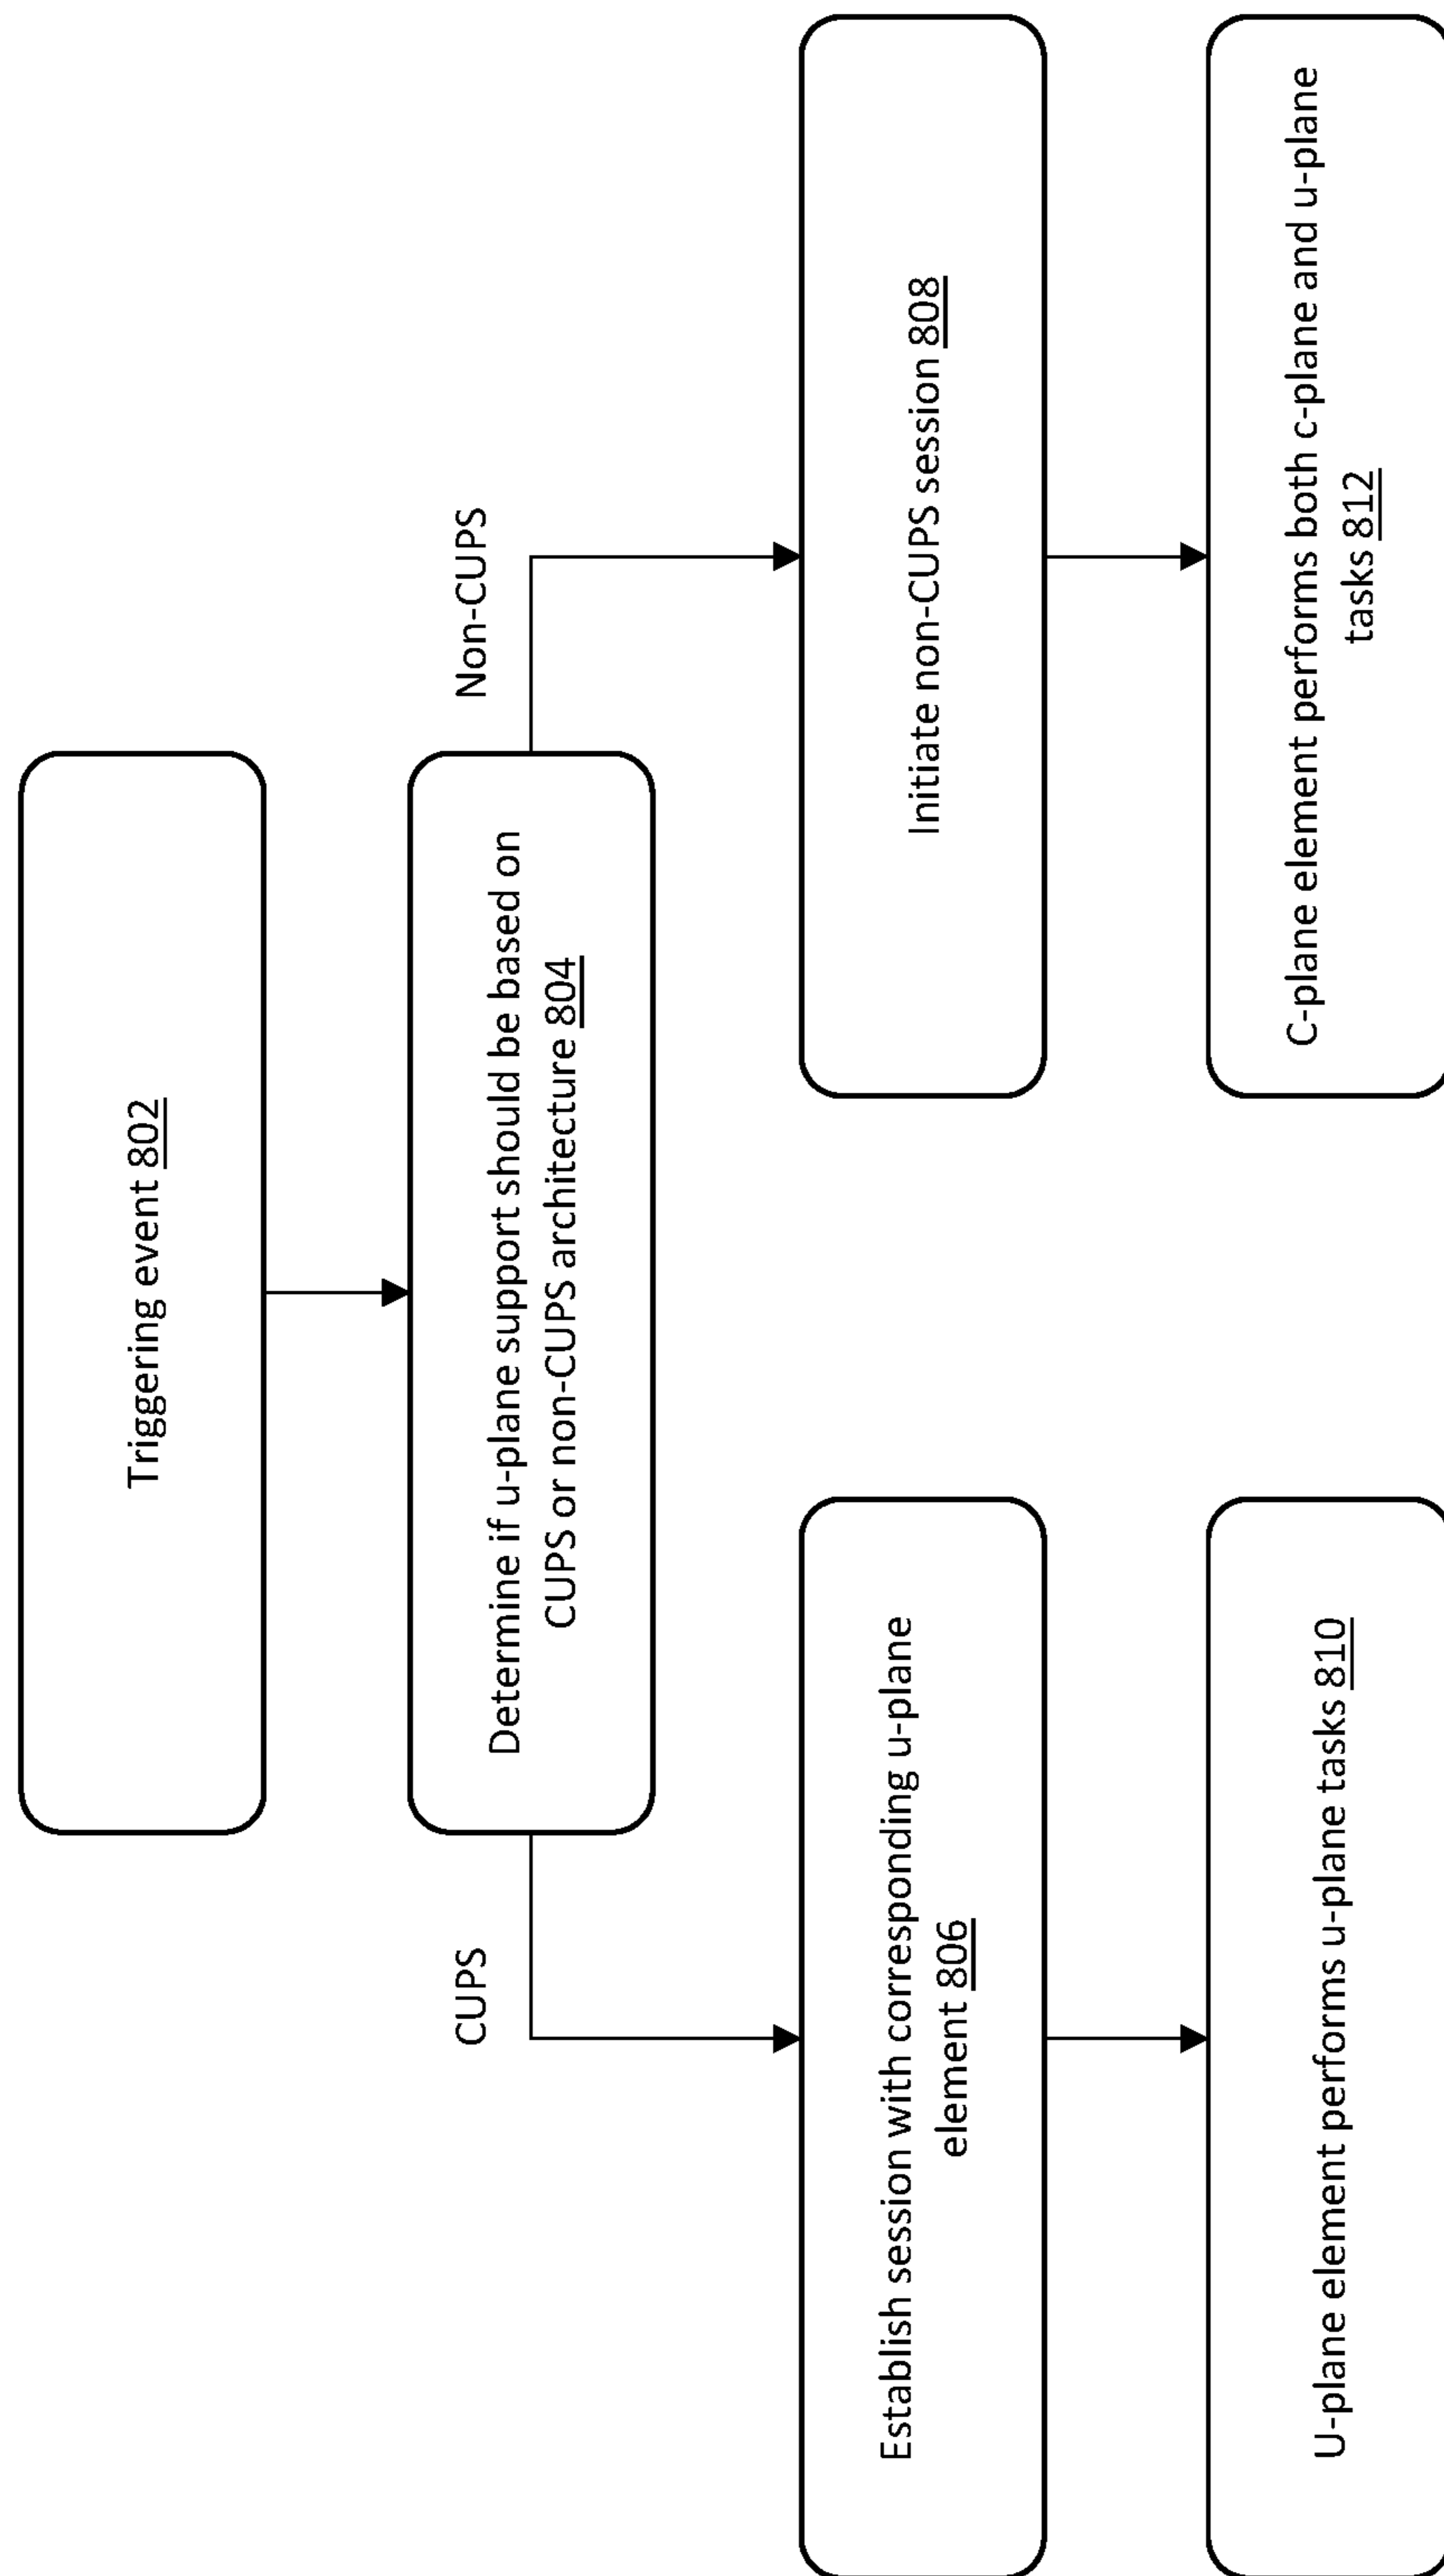 Triggering event 802
Determine if u-plane support should be based on
CUPS or non-CUPS architecture 804
CUPS
Non-CUPS
Establish session with corresponding u-plane
element 806
Initiate non-CUPS session 808
U-plane element performs u-plane tasks 810
C-plane element performs both c-plane and u-plane
tasks 812